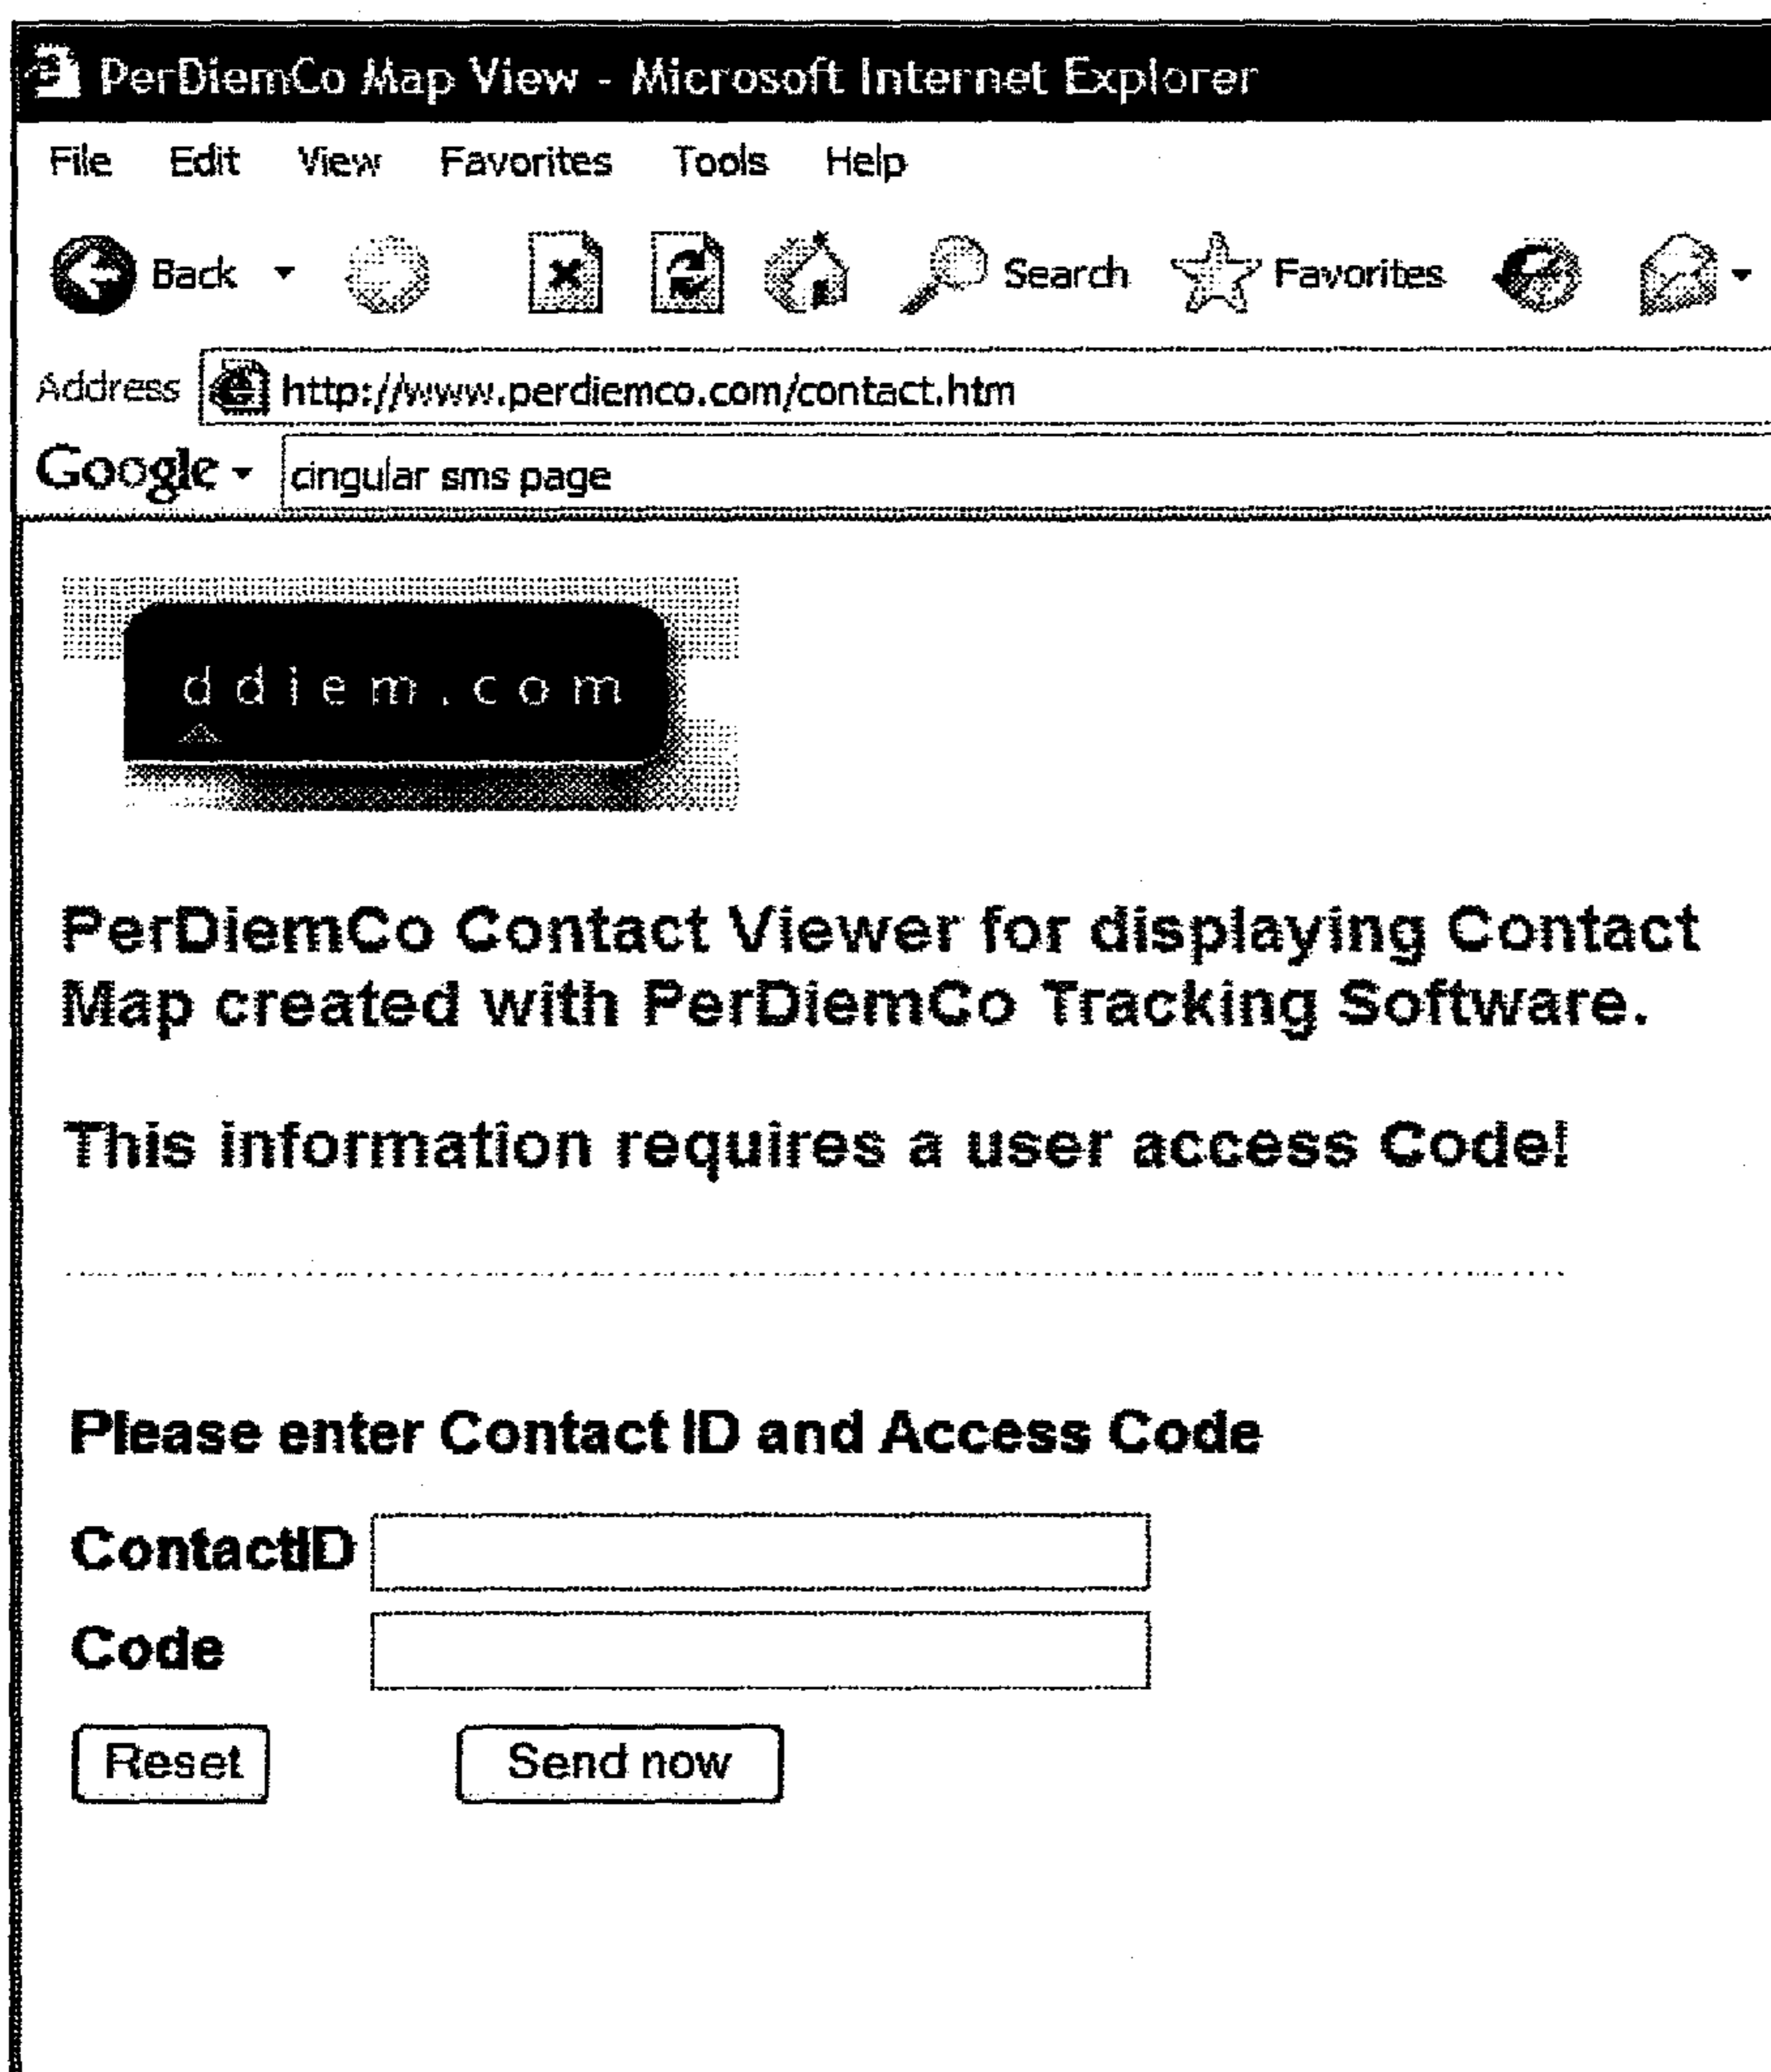 PerDiemCo Map View - Microsoft Internet Explorer
File Edit View Favorites Tools Help
Back Search Favorites
Address http://www.perdiemco.com/contact.htm
Google cingular sms page
ddiem.com
PerDiemCo Contact Viewer for displaying Contact
Map created with PerDiemCo Tracking Software.
This information requires a user access Code!
Please enter Contact ID and Access Code
ContactID
Code
Reset Send now